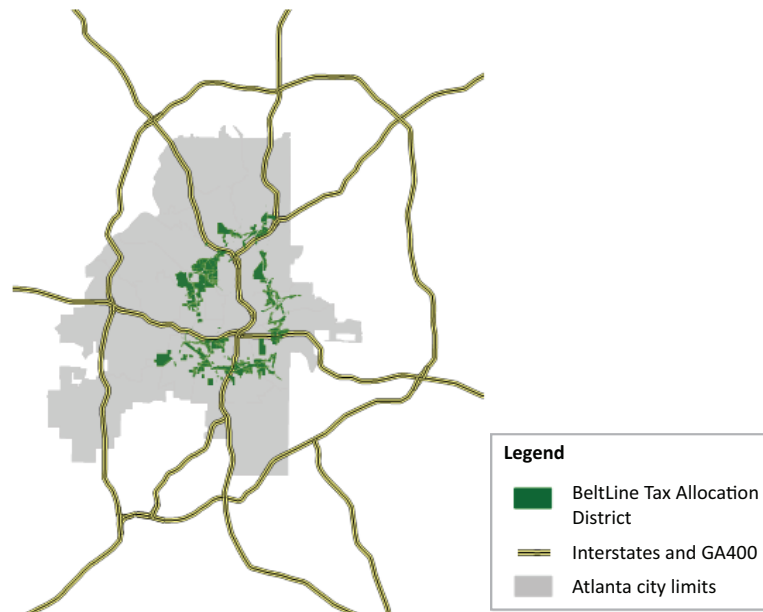 Legend
BeltLine Tax Allocation
District
Interstates and GA400
Atlanta city limits